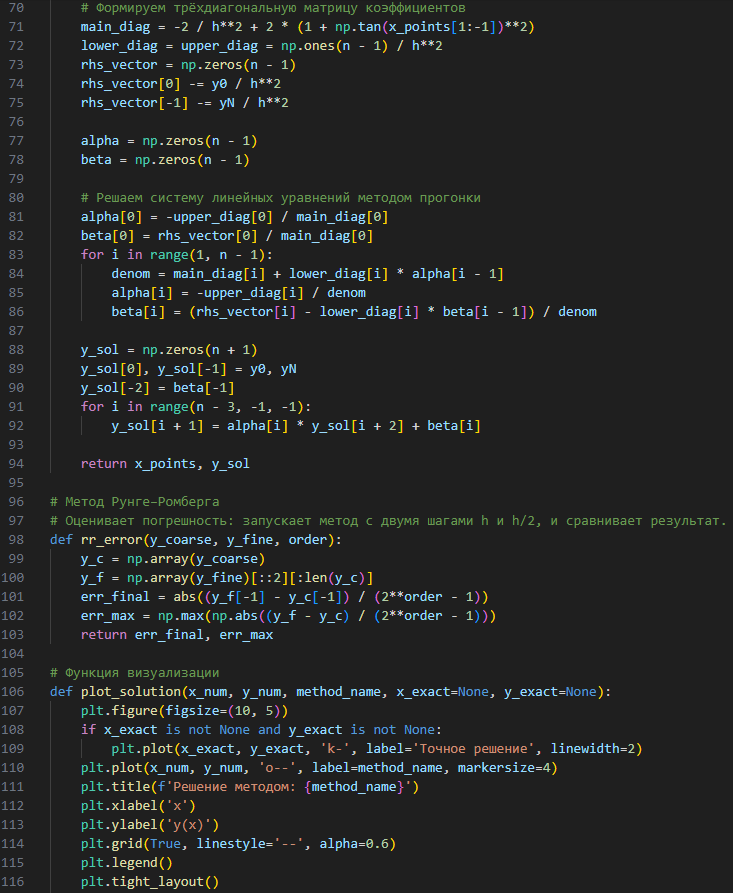 70 # Формируем трёхдиагональную матрицу коэффициентов
71 main_diag = -2 / h**2 + 2 * (1 + np.tan(x_points[1:-1])**2)
72 lower_diag = upper_diag = np.ones(n - 1) / h**2
73 rhs_vector = np.zeros(n - 1)
74 rhs_vector[0] -= y0 / h**2
75 rhs_vector[-1] -= yN / h**2
76
77 alpha = np.zeros(n - 1)
78 beta = np.zeros(n - 1)
79
80 # Решаем систему линейных уравнений методом прогонки
81 alpha[0] = -upper_diag[0] / main_diag[0]
82 beta[0] = rhs_vector[0] / main_diag[0]
83 for i in range(1, n - 1):
84 denom = main_diag[i] + lower_diag[i] * alpha[i - 1]
85 alpha[i] = -upper_diag[i] / denom
86 beta[i] = (rhs_vector[i] - lower_diag[i] * beta[i - 1]) / denom
87
88 y_sol = np.zeros(n + 1)
89 y_sol[0], y_sol[-1] = y0, yN
90 y_sol[-2] = beta[-1]
91 for i in range(n - 3, -1, -1):
92 y_sol[i + 1] = alpha[i] * y_sol[i + 2] + beta[i]
93
94 return x_points, y_sol
95
96 # Метод Рунге–Ромберга
97 # Оценивает погрешность: запускает метод с двумя шагами h и h/2, и сравнивает результат.
98 def rr_error(y_coarse, y_fine, order):
99 y_c = np.array(y_coarse)
100 y_f = np.array(y_fine)[::2][:len(y_c)]
101 err_final = abs((y_f[-1] - y_c[-1]) / (2**order - 1))
102 err_max = np.max(np.abs((y_f - y_c) / (2**order - 1)))
103 return err_final, err_max
104
105 # Функция визуализации
106 def plot_solution(x_num, y_num, method_name, x_exact=None, y_exact=None):
107 plt.figure(figsize=(10, 5))
108 if x_exact is not None and y_exact is not None:
109 plt.plot(x_exact, y_exact, 'k-', label='Точное решение', linewidth=2)
110 plt.plot(x_num, y_num, 'o--', label=method_name, markersize=4)
111 plt.title(f'Решение методом: {method_name}')
112 plt.xlabel('x')
113 plt.ylabel('y(x)')
114 plt.grid(True, linestyle='--', alpha=0.6)
115 plt.legend()
116 plt.tight_layout()